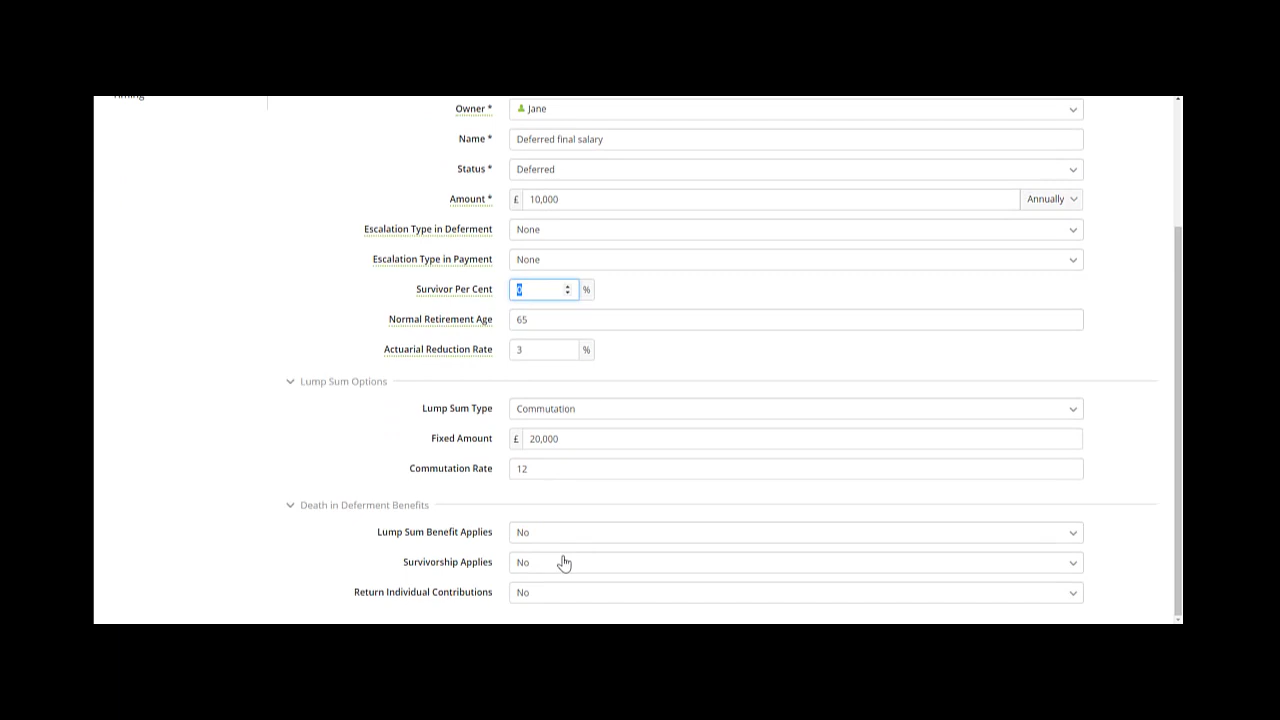 Timing
Owner * Jane
Name * Deferred final salary
Status * Deferred
Amount * £ 10,000 Annually
Escalation Type in Deferment None
Escalation Type in Payment None
Survivor Per Cent 0 %
Normal Retirement Age 65
Actuarial Reduction Rate 3 %
Lump Sum Options
Lump Sum Type Commutation
Fixed Amount £ 20,000
Commutation Rate 12
Death in Deferment Benefits
Lump Sum Benefit Applies No
Survivorship Applies No
Return Individual Contributions No